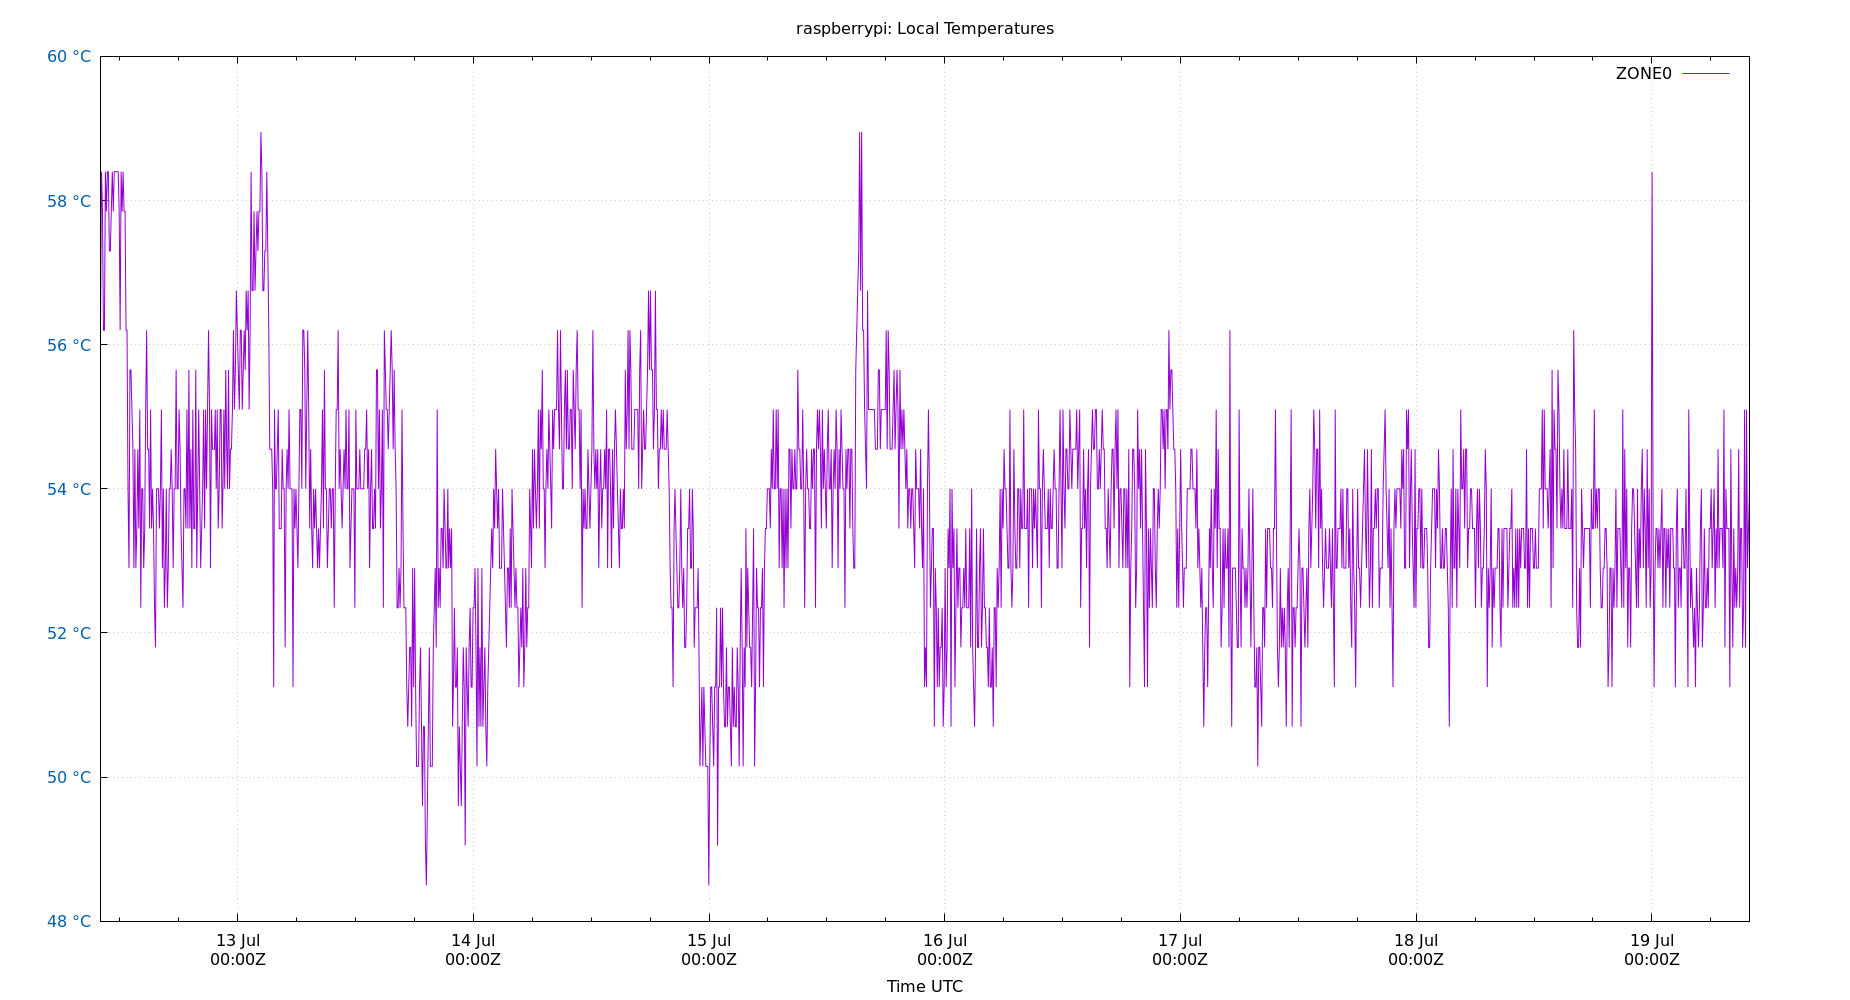 raspberrypi: Local Temperatures
60 °C
ZONE0
58 °C
56 °C
54 °C
52 °C
50 °C
48 °C
13 Jul 14 Jul 15 Jul 16 Jul 17 Jul 18 Jul 19 Jul
00:00Z 00:00Z 00:00Z 00:00Z 00:00Z 00:00Z 00:00Z
Time UTC